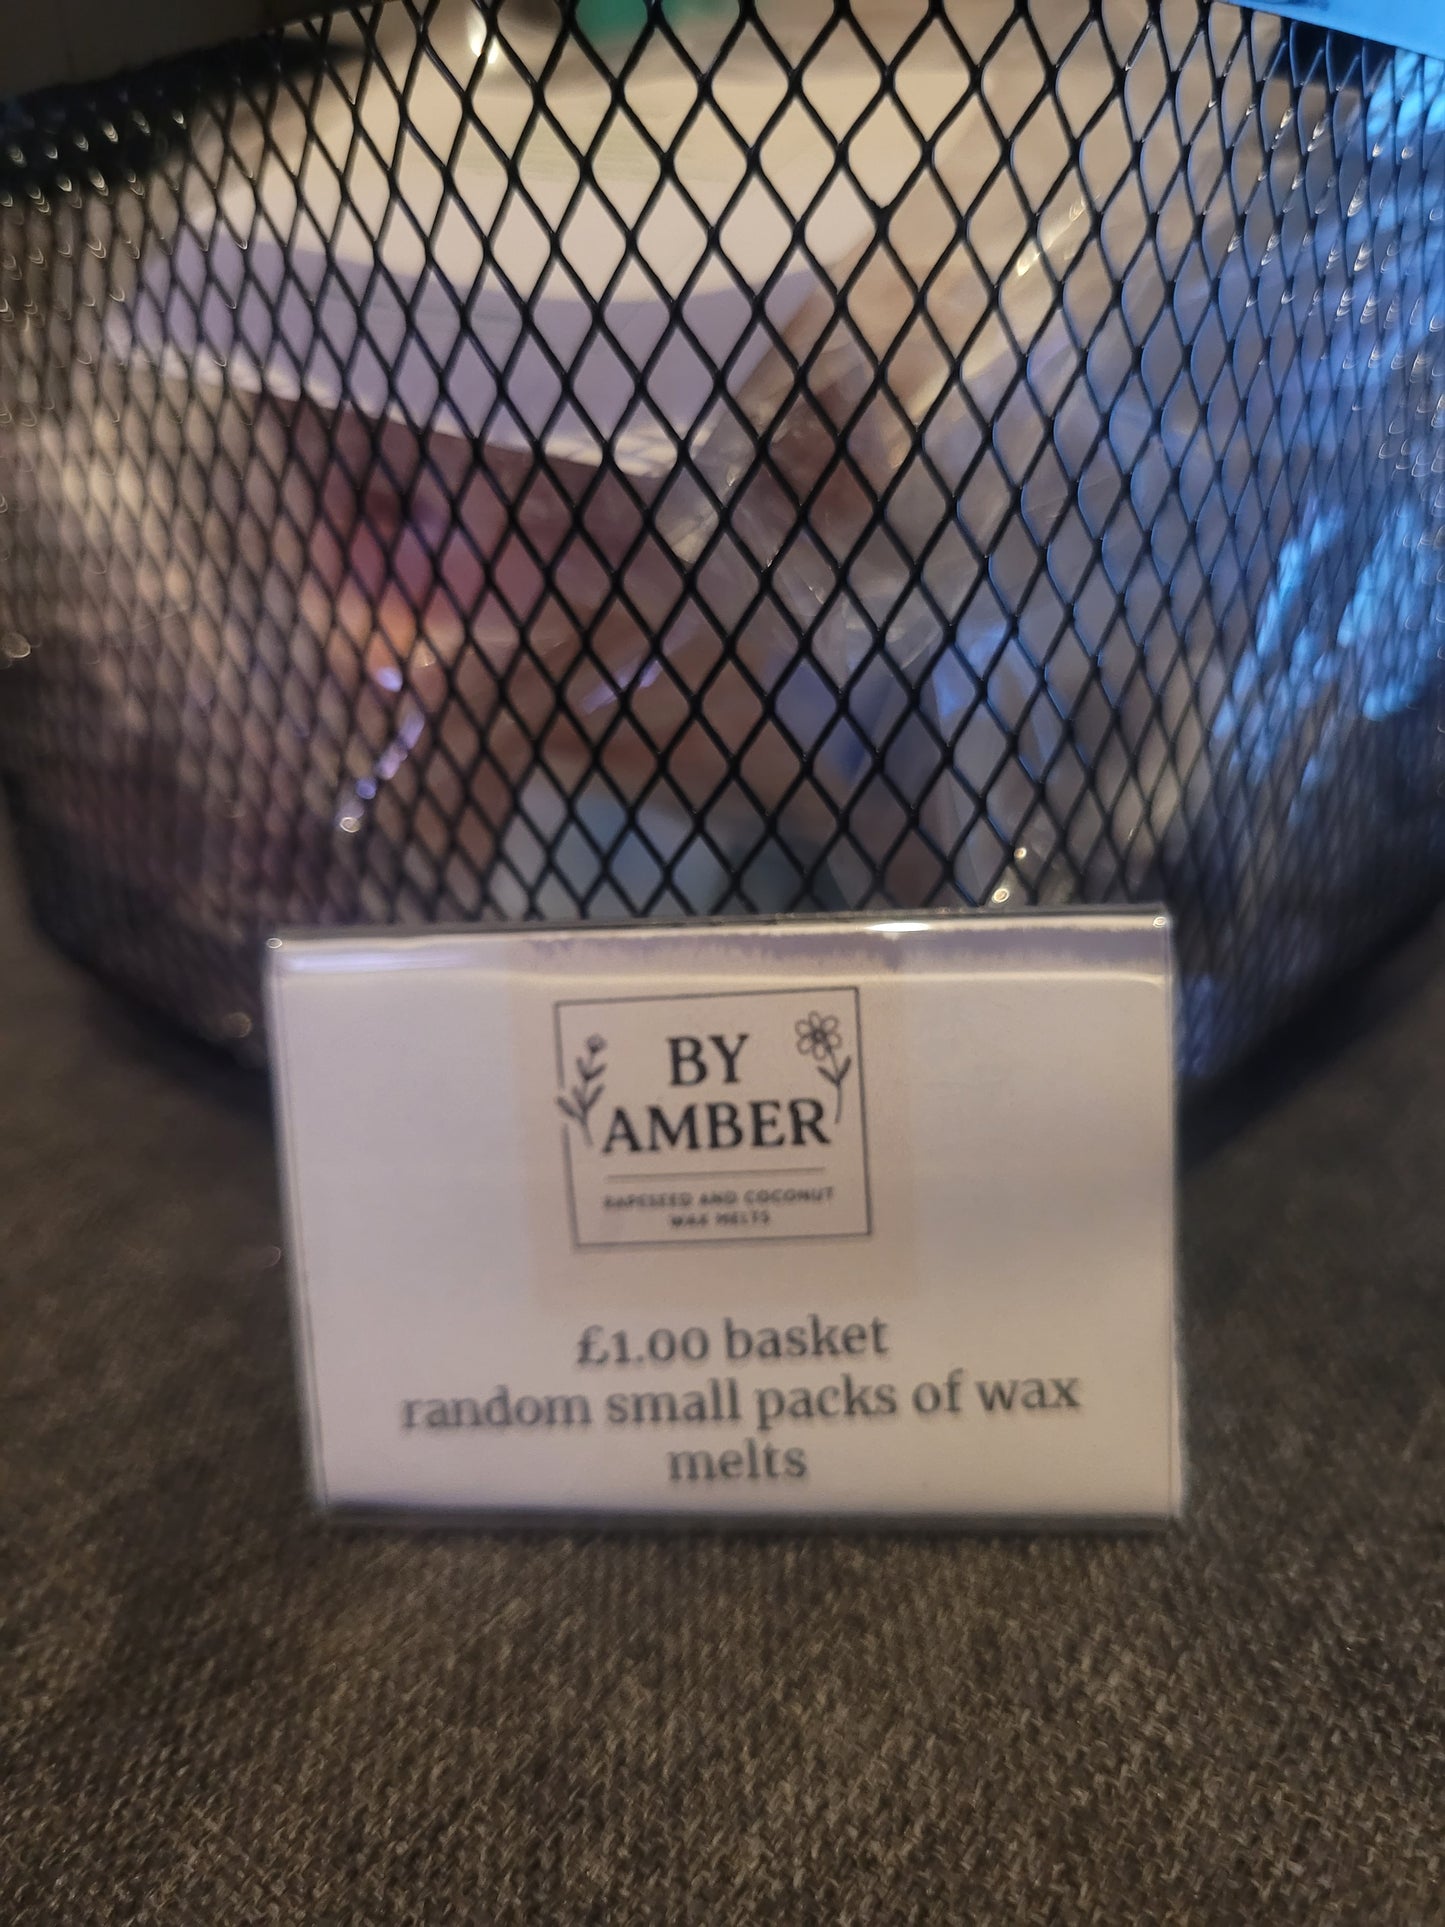 BY
AMBER
RAPESEED AND COCONUT
WAX MELTS
£1.00 basket
random small packs of wax
melts